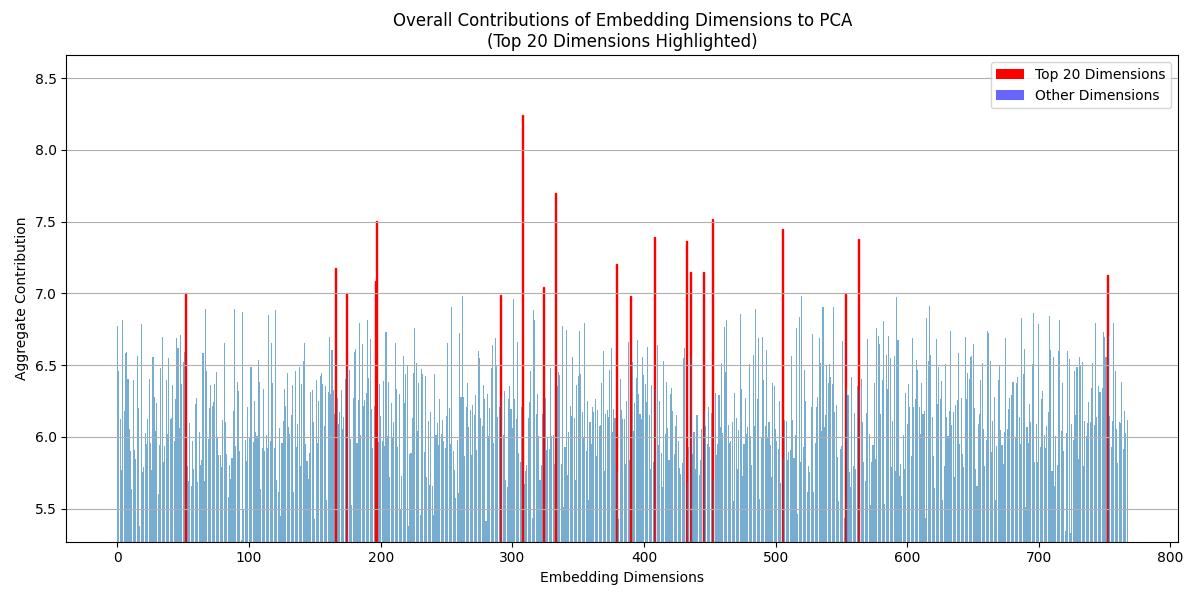 Overall Contributions of Embedding Dimensions to PCA
(Top 20 Dimensions Highlighted)
Top 20 Dimensions
Other Dimensions
Aggregate Contribution
8.5
8.0
7.5
7.0
6.5
6.0
5.5
0 100 200 300 400 500 600 700 800
Embedding Dimensions